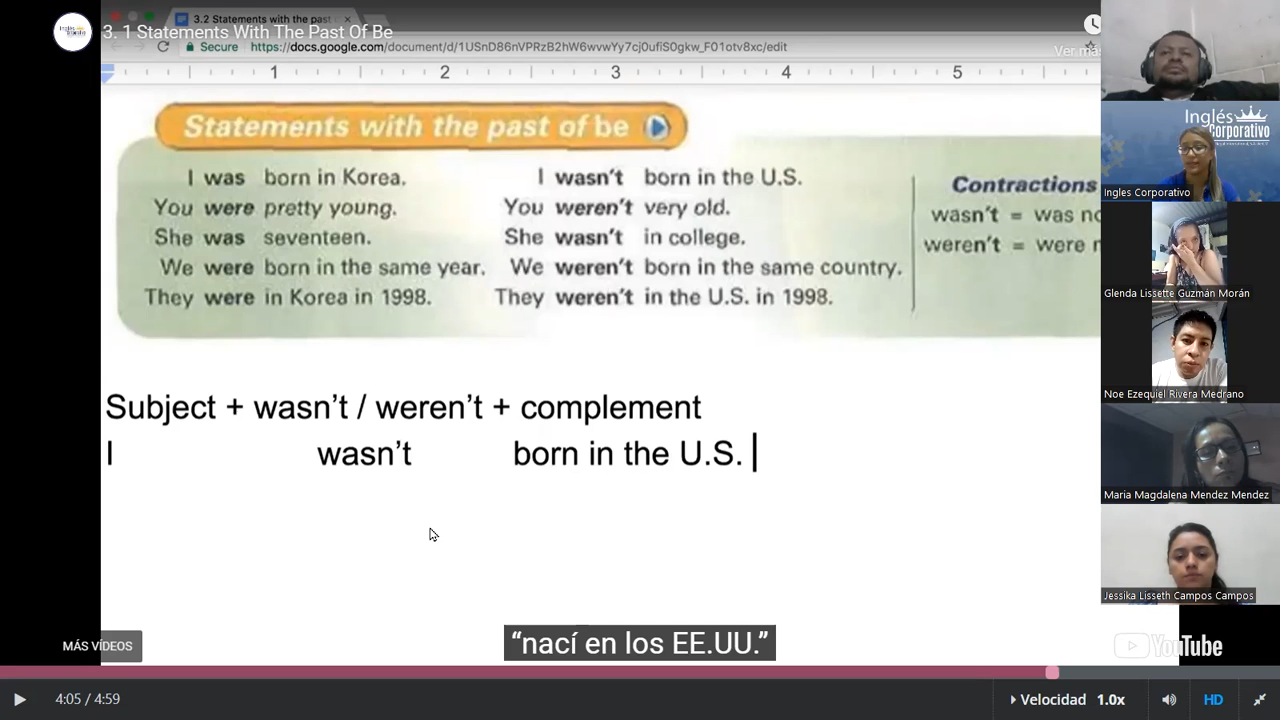 3.2 Statements with the past
3. 1 Statements With The Past Of Be
Secure https://docs.google.com/document/d/1USnD86nVPRzB2hW6wvwYy7cj0ufiS0gkw_F01otv8xc/edit
Ver más
1 2 3 4 5
Statements with the past of be
I was born in Korea. I wasn't born in the U.S.
You were pretty young. You weren't very old.
She was seventeen. She wasn't in college.
We were born in the same year. We weren't born in the same country.
They were in Korea in 1998. They weren't in the U.S. in 1998.
Contractions
wasn't = was no
weren't = were n
Subject + wasn't / weren't + complement
I wasn't born in the U.S.
"nací en los EE.UU."
MÁS VÍDEOS
YouTube
4:05 / 4:59
Velocidad 1.0x
HD
Inglés
Corporativo
Ingles Corporativo
Glenda Lissette Guzmán Morán
Noe Ezequiel Rivera Medrano
Maria Magdalena Mendez Mendez
Jessika Lisseth Campos Campos